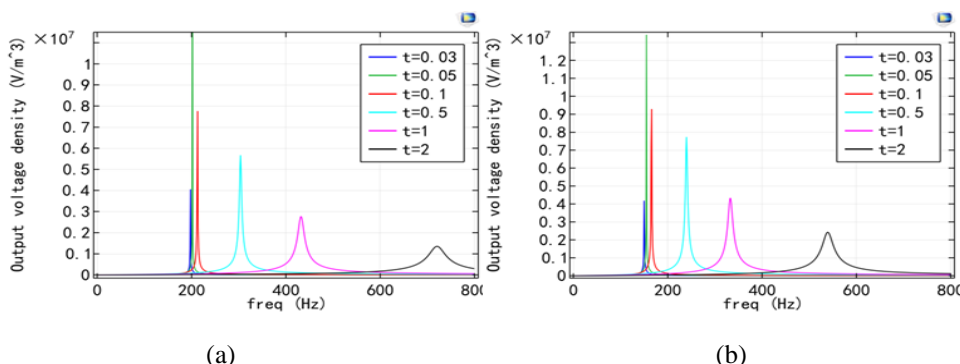 ×10⁷
Output voltage density (V/m^3)
1
0.9
0.8
0.7
0.6
0.5
0.4
0.3
0.2
0.1
0
t=0.03
t=0.05
t=0.1
t=0.5
t=1
t=2
0 200 400 600 800
freq (Hz)
(a)
×10⁷
Output voltage density (V/m^3)
1.2
1.1
1
0.9
0.8
0.7
0.6
0.5
0.4
0.3
0.2
0.1
0
t=0.03
t=0.05
t=0.1
t=0.5
t=1
t=2
0 200 400 600 800
freq (Hz)
(b)